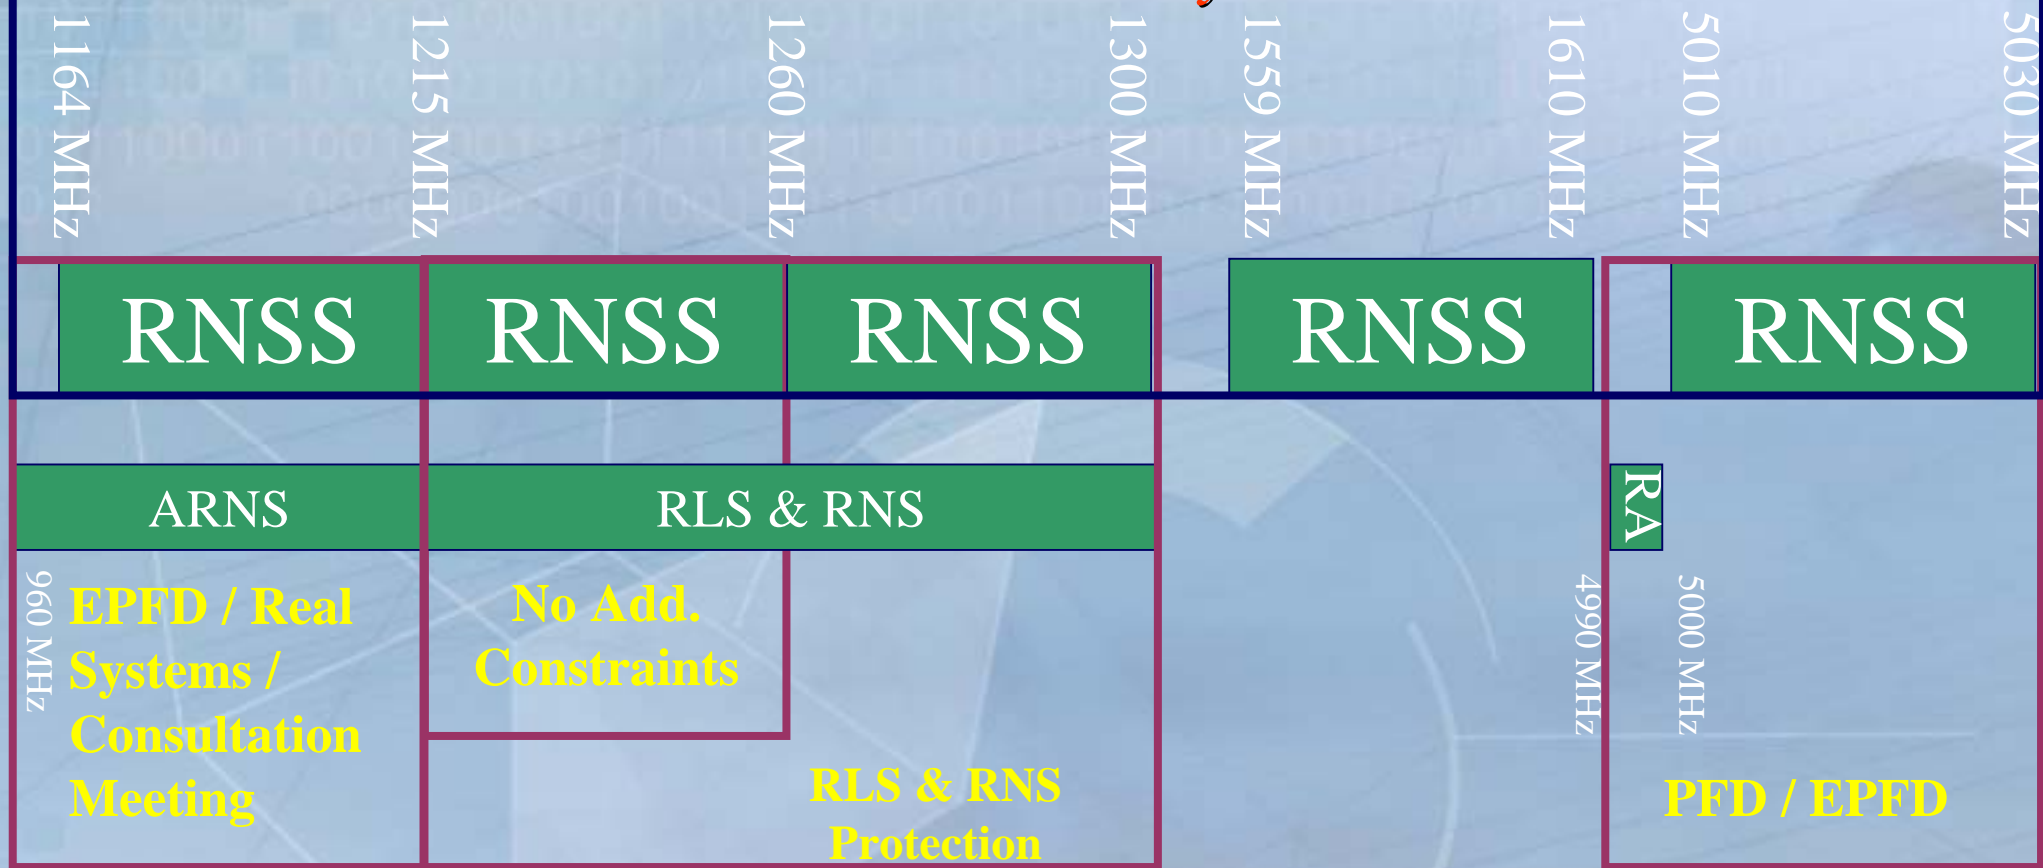 1164 MHz
1215 MHz
1260 MHz
1300 MHz
1559 MHz
1610 MHz
5010 MHz
5030 MHz
RNSS
RNSS
RNSS
RNSS
RNSS
ARNS
RLS & RNS
RA
960 MHz
EPFD / Real
Systems /
Consultation
Meeting
No Add.
Constraints
RLS & RNS
Protection
4990 MHz
5000 MHz
PFD / EPFD